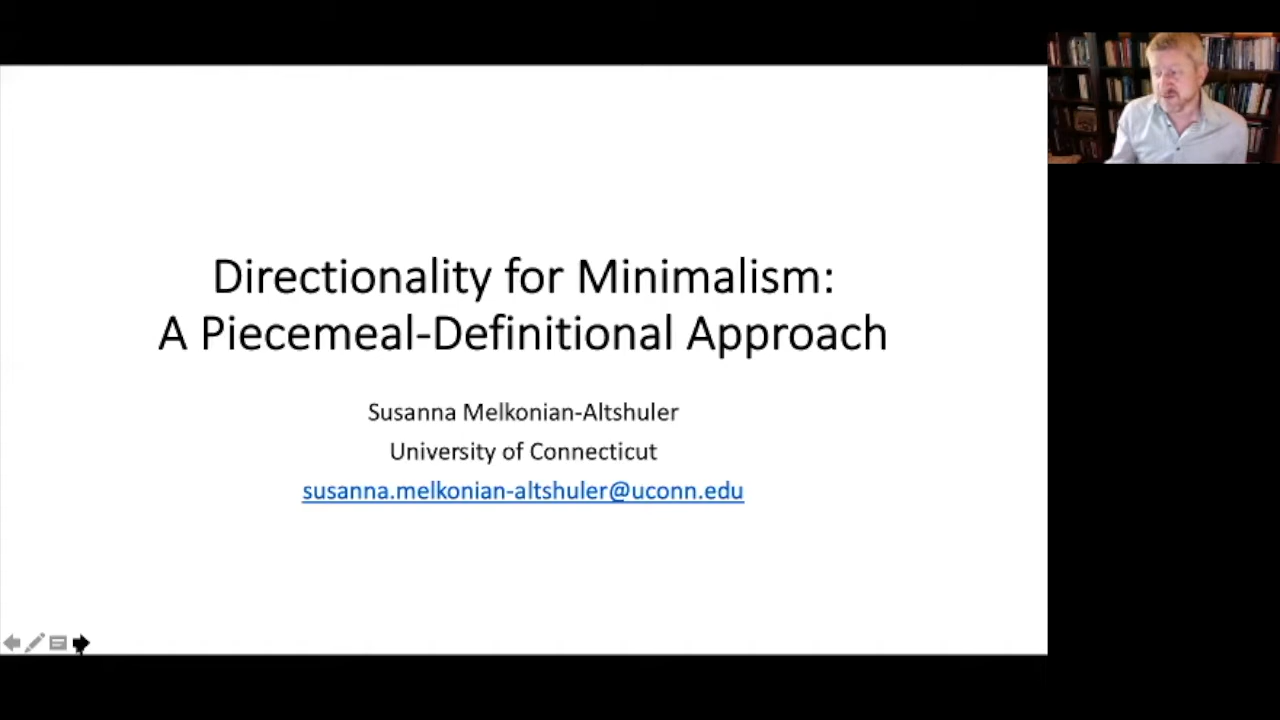 Directionality for Minimalism:
A Piecemeal-Definitional Approach
Susanna Melkonian-Altshuler
University of Connecticut
susanna.melkonian-altshuler@uconn.edu